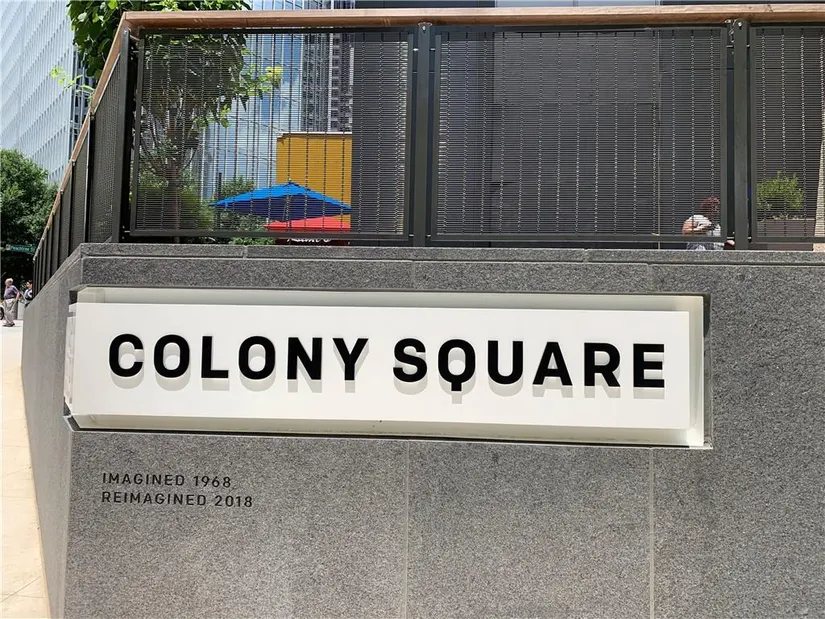 COLONY SQUARE
IMAGINED 1968
REIMAGINED 2018